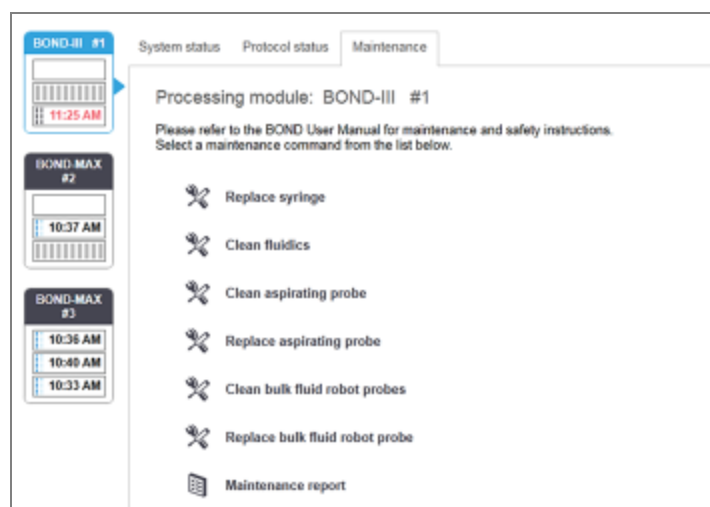 BOND-III #1
11:25 AM
BOND-MAX
#2
10:37 AM
BOND-MAX
#3
10:36 AM
10:40 AM
10:33 AM
System status Protocol status Maintenance
Processing module: BOND-III #1
Please refer to the BOND User Manual for maintenance and safety instructions.
Select a maintenance command from the list below.
Replace syringe
Clean fluidics
Clean aspirating probe
Replace aspirating probe
Clean bulk fluid robot probes
Replace bulk fluid robot probe
Maintenance report